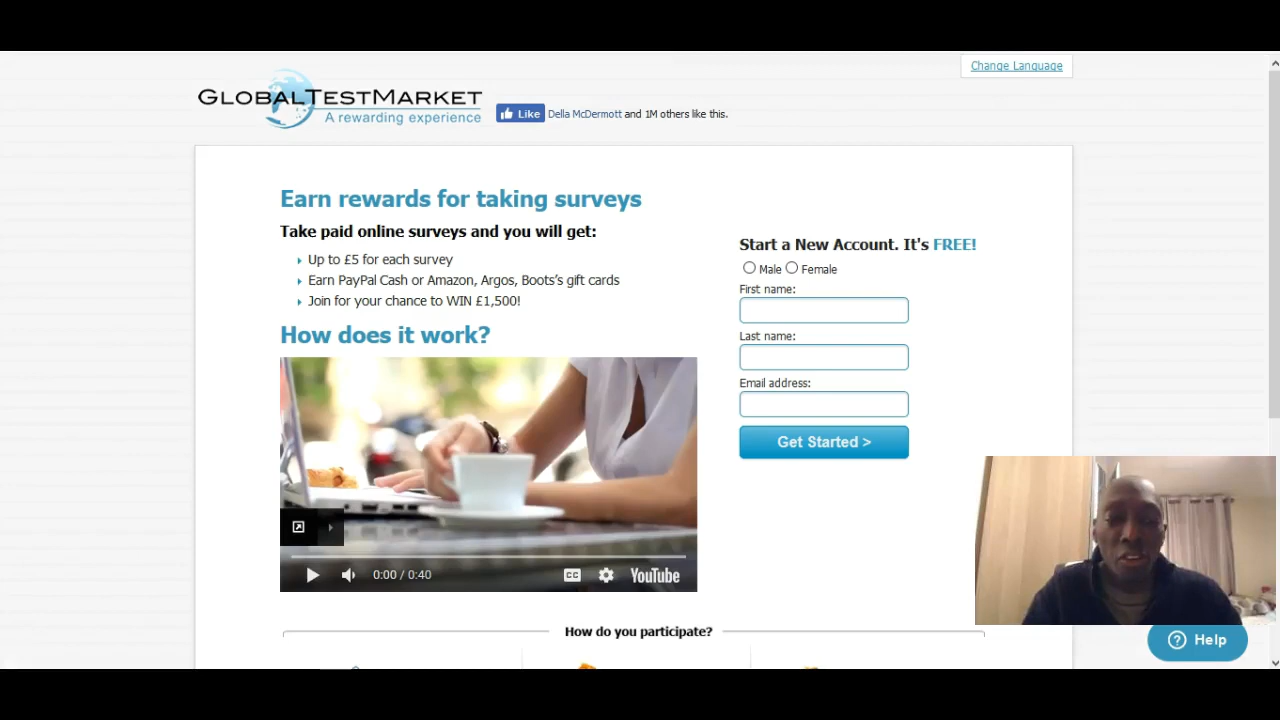 Change Language
GLOBALTESTMARKET
A rewarding experience
Like Della McDermott and 1M others like this.
Earn rewards for taking surveys
Take paid online surveys and you will get:
Up to £5 for each survey
Earn PayPal Cash or Amazon, Argos, Boots's gift cards
Join for your chance to WIN £1,500!
How does it work?
0:00 / 0:40
CC
YouTube
Start a New Account. It's FREE!
Male Female
First name:
Last name:
Email address:
Get Started >
How do you participate?
Help